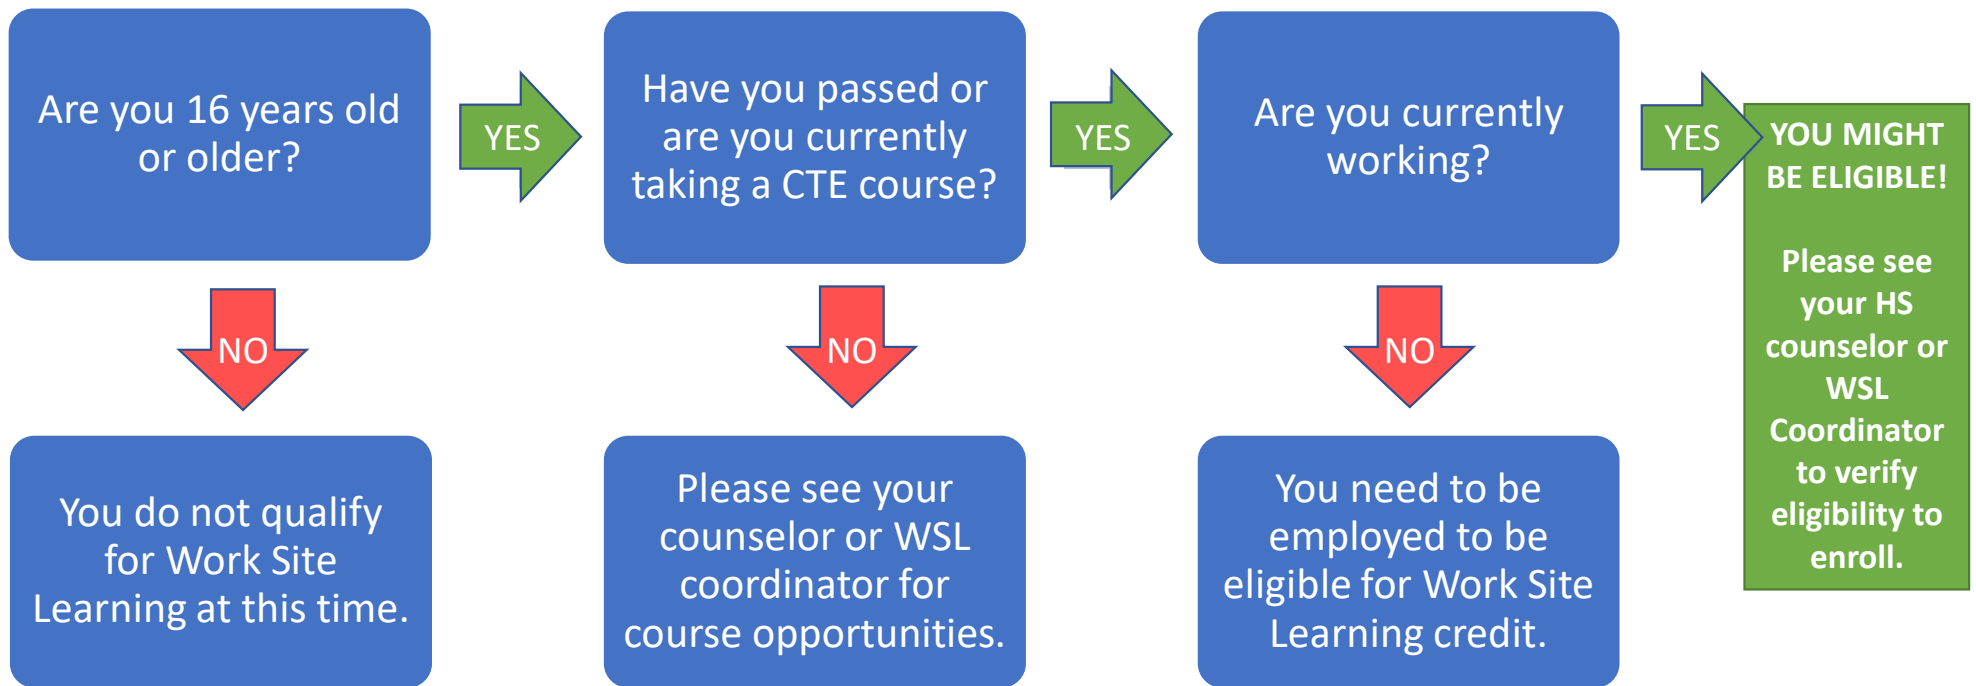 Are you 16 years old
or older?
YES
Have you passed or
are you currently
taking a CTE course?
YES
Are you currently
working?
YES
YOU MIGHT
BE ELIGIBLE!
Please see
your HS
counselor or
WSL
Coordinator
to verify
eligibility to
enroll.
NO
NO
NO
You do not qualify
for Work Site
Learning at this time.
Please see your
counselor or WSL
coordinator for
course opportunities.
You need to be
employed to be
eligible for Work Site
Learning credit.